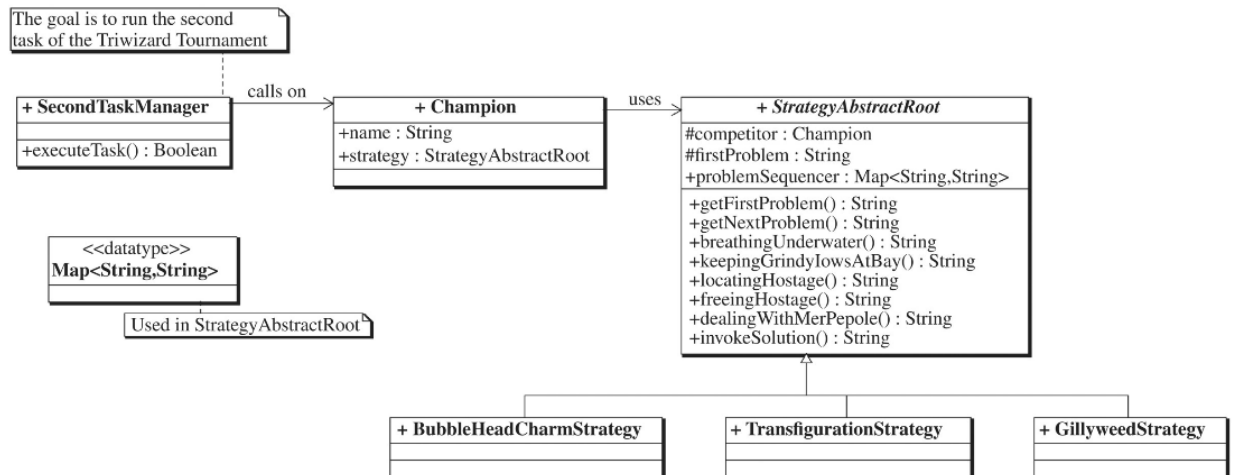 The goal is to run the second
task of the Triwizard Tournament
+ SecondTaskManager
+executeTask() : Boolean
calls on
+ Champion
+name : String
+strategy : StrategyAbstractRoot
uses
+ StrategyAbstractRoot
#competitor : Champion
#firstProblem : String
+problemSequencer : Map<String,String>
+getFirstProblem() : String
+getNextProblem() : String
+breathingUnderwater() : String
+keepingGrindyIowsAtBay() : String
+locatingHostage() : String
+freeingHostage() : String
+dealingWithMerPepole() : String
+invokeSolution() : String
<<datatype>>
Map<String,String>
Used in StrategyAbstractRoot
+ BubbleHeadCharmStrategy
+ TransfigurationStrategy
+ GillyweedStrategy